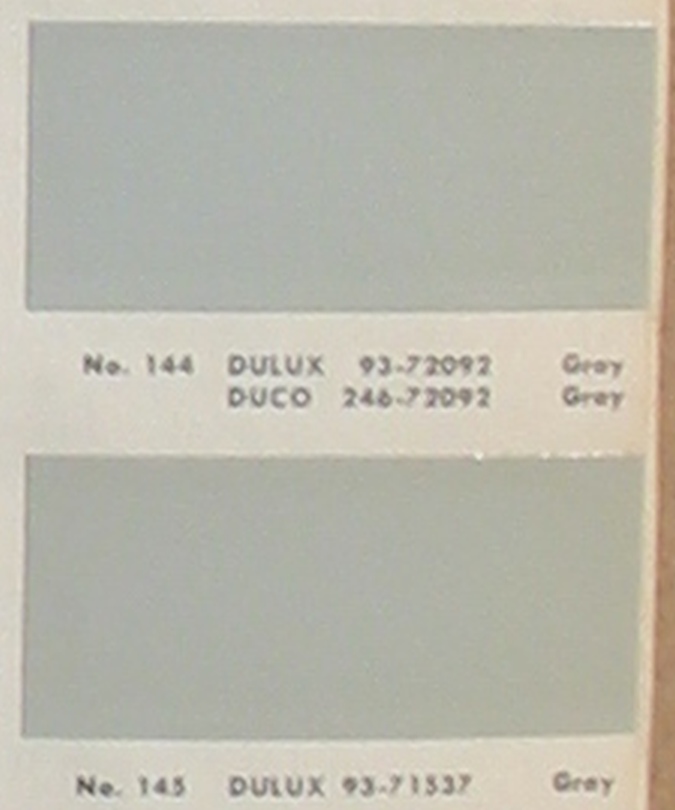 No. 144 DULUX 93-72092 Gray
DUCO 246-72092 Gray
No. 145 DULUX 93-71537 Gray